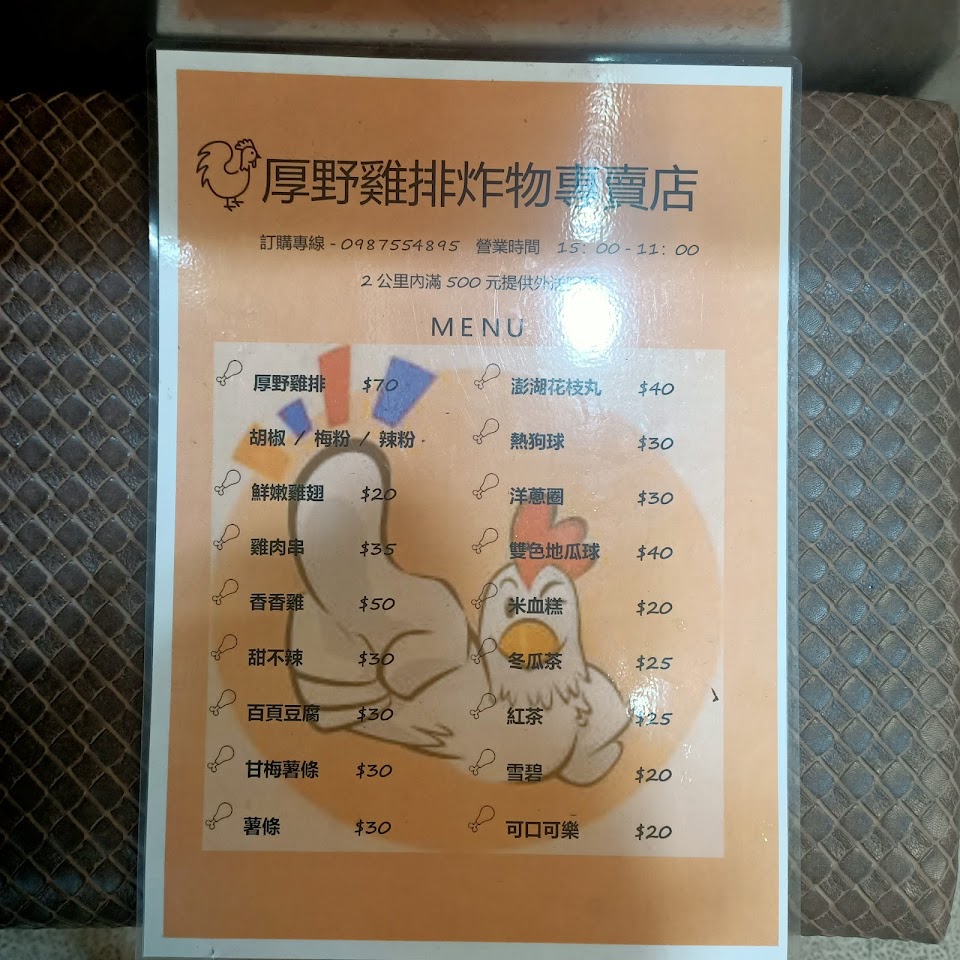 厚野雞排炸物專賣店
訂購專線 - 0987554895 營業時間 15:00 - 11:00
2 公里內滿 500 元提供外
MENU
厚野雞排 $70
胡椒 / 梅粉 / 辣粉
鮮嫩雞翅 $20
雞肉串 $35
香香雞 $50
甜不辣 $30
百頁豆腐 $30
甘梅薯條 $30
薯條 $30
澎湖花枝丸 $40
熱狗球 $30
洋蔥圈 $30
雙色地瓜球 $40
米血糕 $20
冬瓜茶 $25
紅茶 $25
雪碧 $20
可口可樂 $20